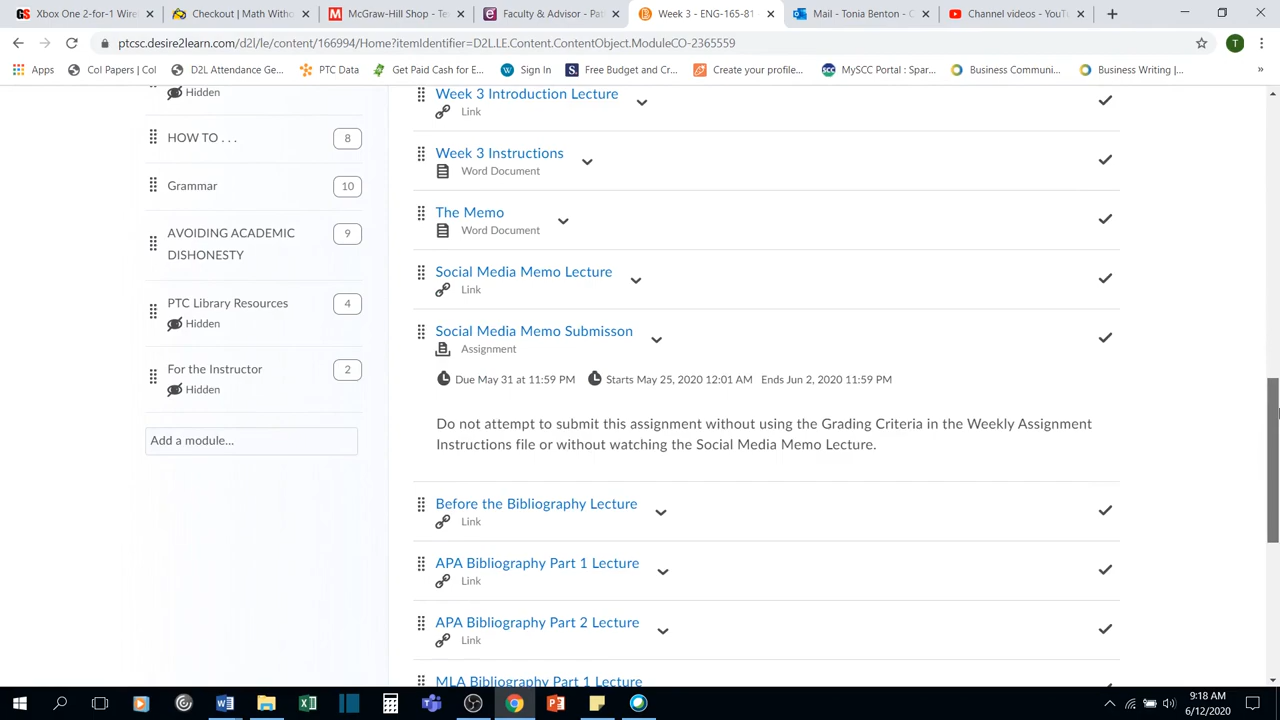 Xbox One 2-for-1 Wire
Checkout | Math Witho
McGraw-Hill Shop - Te
Faculty & Advisor - Pat
Week 3 - ENG-165-81
Mail - Tonia Benton - C
Channel videos - YouTu
ptcsc.desire2learn.com/d2l/le/content/166994/Home?itemIdentifier=D2L.LE.Content.ContentObject.ModuleCO-2365559
T
Apps
Col Papers | Col
D2L Attendance Ge...
PTC Data
Get Paid Cash for E...
Sign In
Free Budget and Cr...
Create your profile...
MySCC Portal : Spar...
Business Communi...
Business Writing |...
Hidden
HOW TO . . .
8
Grammar
10
AVOIDING ACADEMIC
DISHONESTY
9
PTC Library Resources
4
Hidden
For the Instructor
2
Hidden
Add a module...
Week 3 Introduction Lecture
Link
Week 3 Instructions
Word Document
The Memo
Word Document
Social Media Memo Lecture
Link
Social Media Memo Submisson
Assignment
Due May 31 at 11:59 PM Starts May 25, 2020 12:01 AM Ends Jun 2, 2020 11:59 PM
Do not attempt to submit this assignment without using the Grading Criteria in the Weekly Assignment
Instructions file or without watching the Social Media Memo Lecture.
Before the Bibliography Lecture
Link
APA Bibliography Part 1 Lecture
Link
APA Bibliography Part 2 Lecture
Link
MLA Bibliography Part 1 Lecture
9:18 AM
6/12/2020